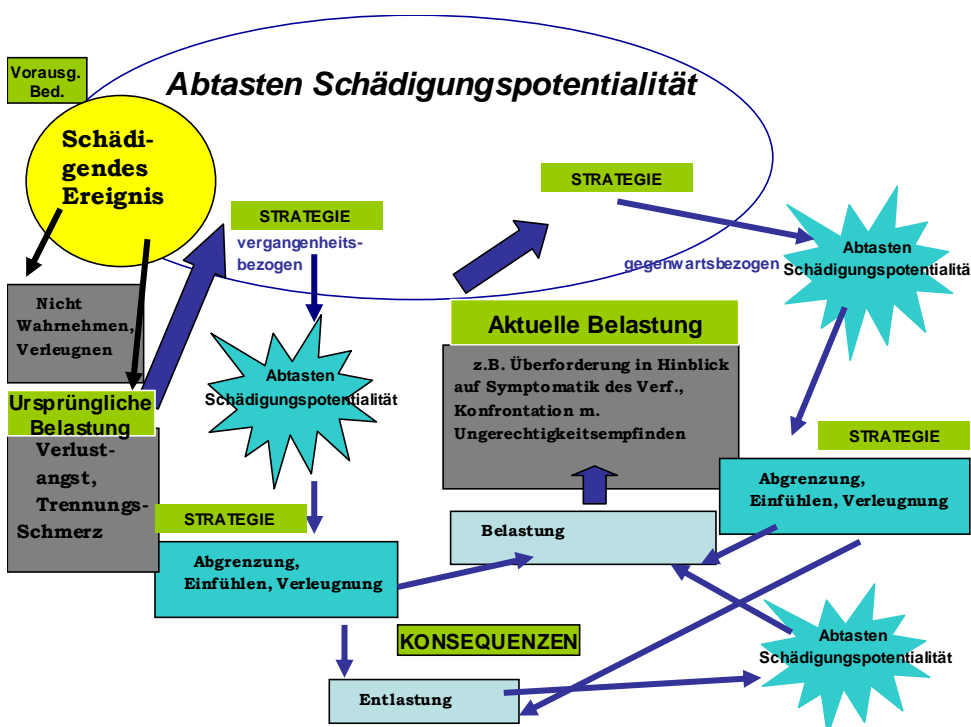 Vorausg.
Bed.
Abtasten Schädigungspotentialität
Schädi-
gendes
Ereignis
STRATEGIE
vergangenheits-
bezogen
STRATEGIE
gegenwartsbezogen
Abtasten
Schädigungspotentialitä
Nicht
Wahrnehmen,
Verleugnen
Ursprüngliche
Belastung
Verlust-
angst,
Trennungs-
Schmerz
Abtasten
Schädigungspotentialität
Aktuelle Belastung
z.B. Überforderung in Hinblick
auf Symptomatik des Verf.,
Konfrontation m.
Ungerechtigkeitsempfinden
STRATEGIE
Abgrenzung,
Einfühlen, Verleugnung
STRATEGIE
Abgrenzung,
Einfühlen, Verleugnung
Belastung
KONSEQUENZEN
Entlastung
Abtasten
Schädigungspotentialität